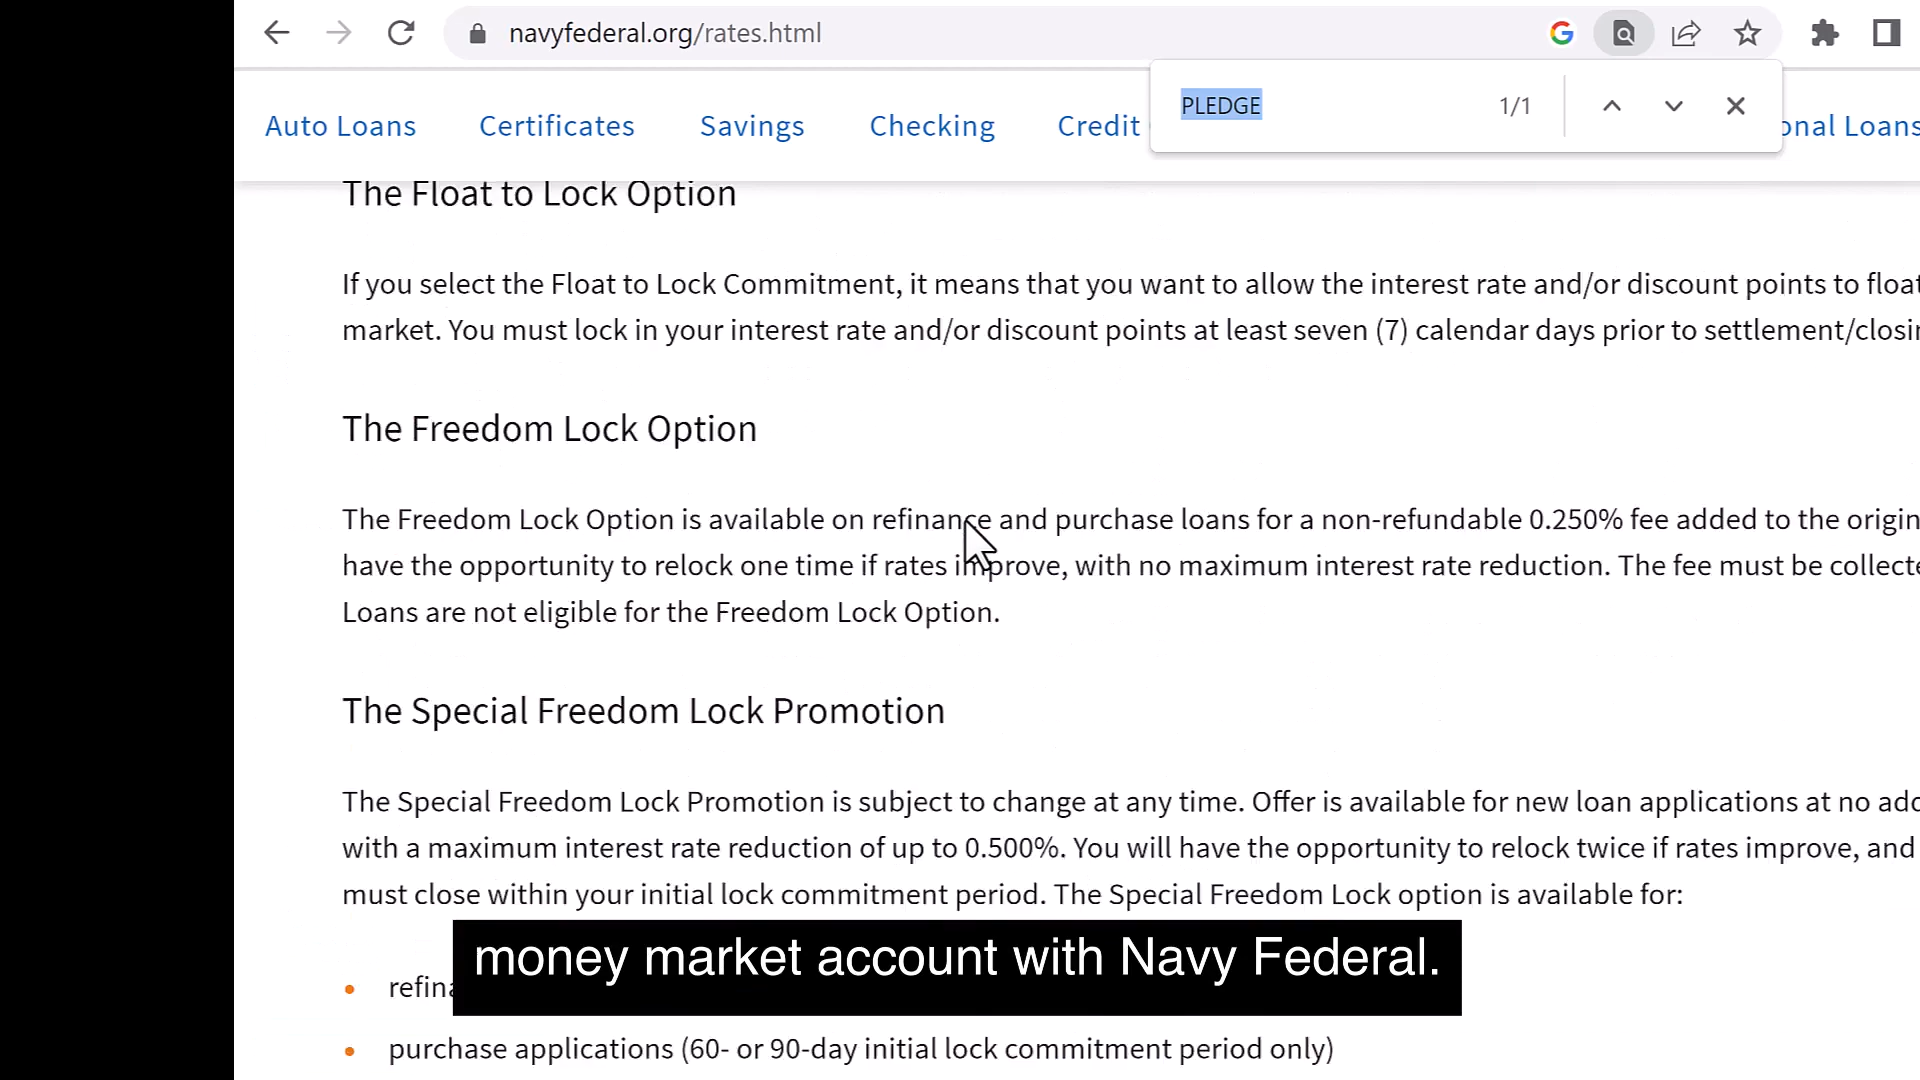 navyfederal.org/rates.html
PLEDGE 1/1
Auto Loans Certificates Savings Checking Credit Loans
The Float to Lock Option
If you select the Float to Lock Commitment, it means that you want to allow the interest rate and/or discount points to float
market. You must lock in your interest rate and/or discount points at least seven (7) calendar days prior to
The Freedom Lock Option
The Freedom Lock Option is available on refinance and purchase loans for a non-refundable 0.250% fee added to the
have the opportunity to relock one time if rates improve, with no maximum interest rate reduction. The fee must be
Loans are not eligible for the Freedom Lock Option.
The Special Freedom Lock Promotion
The Special Freedom Lock Promotion is subject to change at any time. Offer is available for new loan applications at no
with a maximum interest rate reduction of up to 0.500%. You will have the opportunity to relock twice if rates improve, and
must close within your initial lock commitment period. The Special Freedom Lock option is available for:
money market account with Navy Federal.
• purchase applications (60- or 90-day initial lock commitment period only)